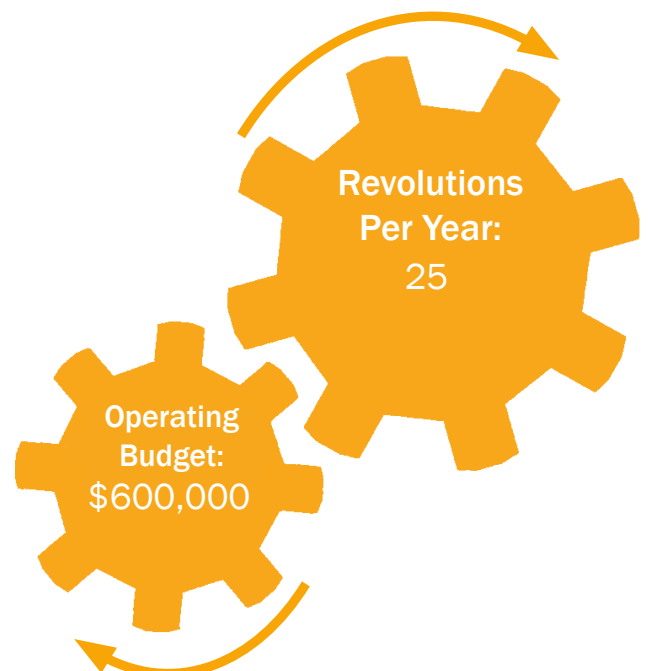 Revolutions
Per Year:
25
Operating
Budget:
$600,000